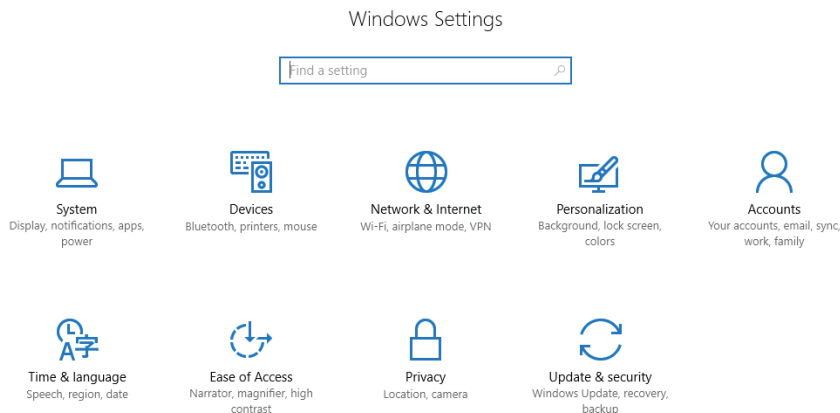 Windows Settings
Find a setting
System
Display, notifications, apps,
power
Devices
Bluetooth, printers, mouse
Network & Internet
Wi-Fi, airplane mode, VPN
Personalization
Background, lock screen,
colors
Accounts
Your accounts, email, sync,
work, family
Time & language
Speech, region, date
Ease of Access
Narrator, magnifier, high
contrast
Privacy
Location, camera
Update & security
Windows Update, recovery,
backup
A字